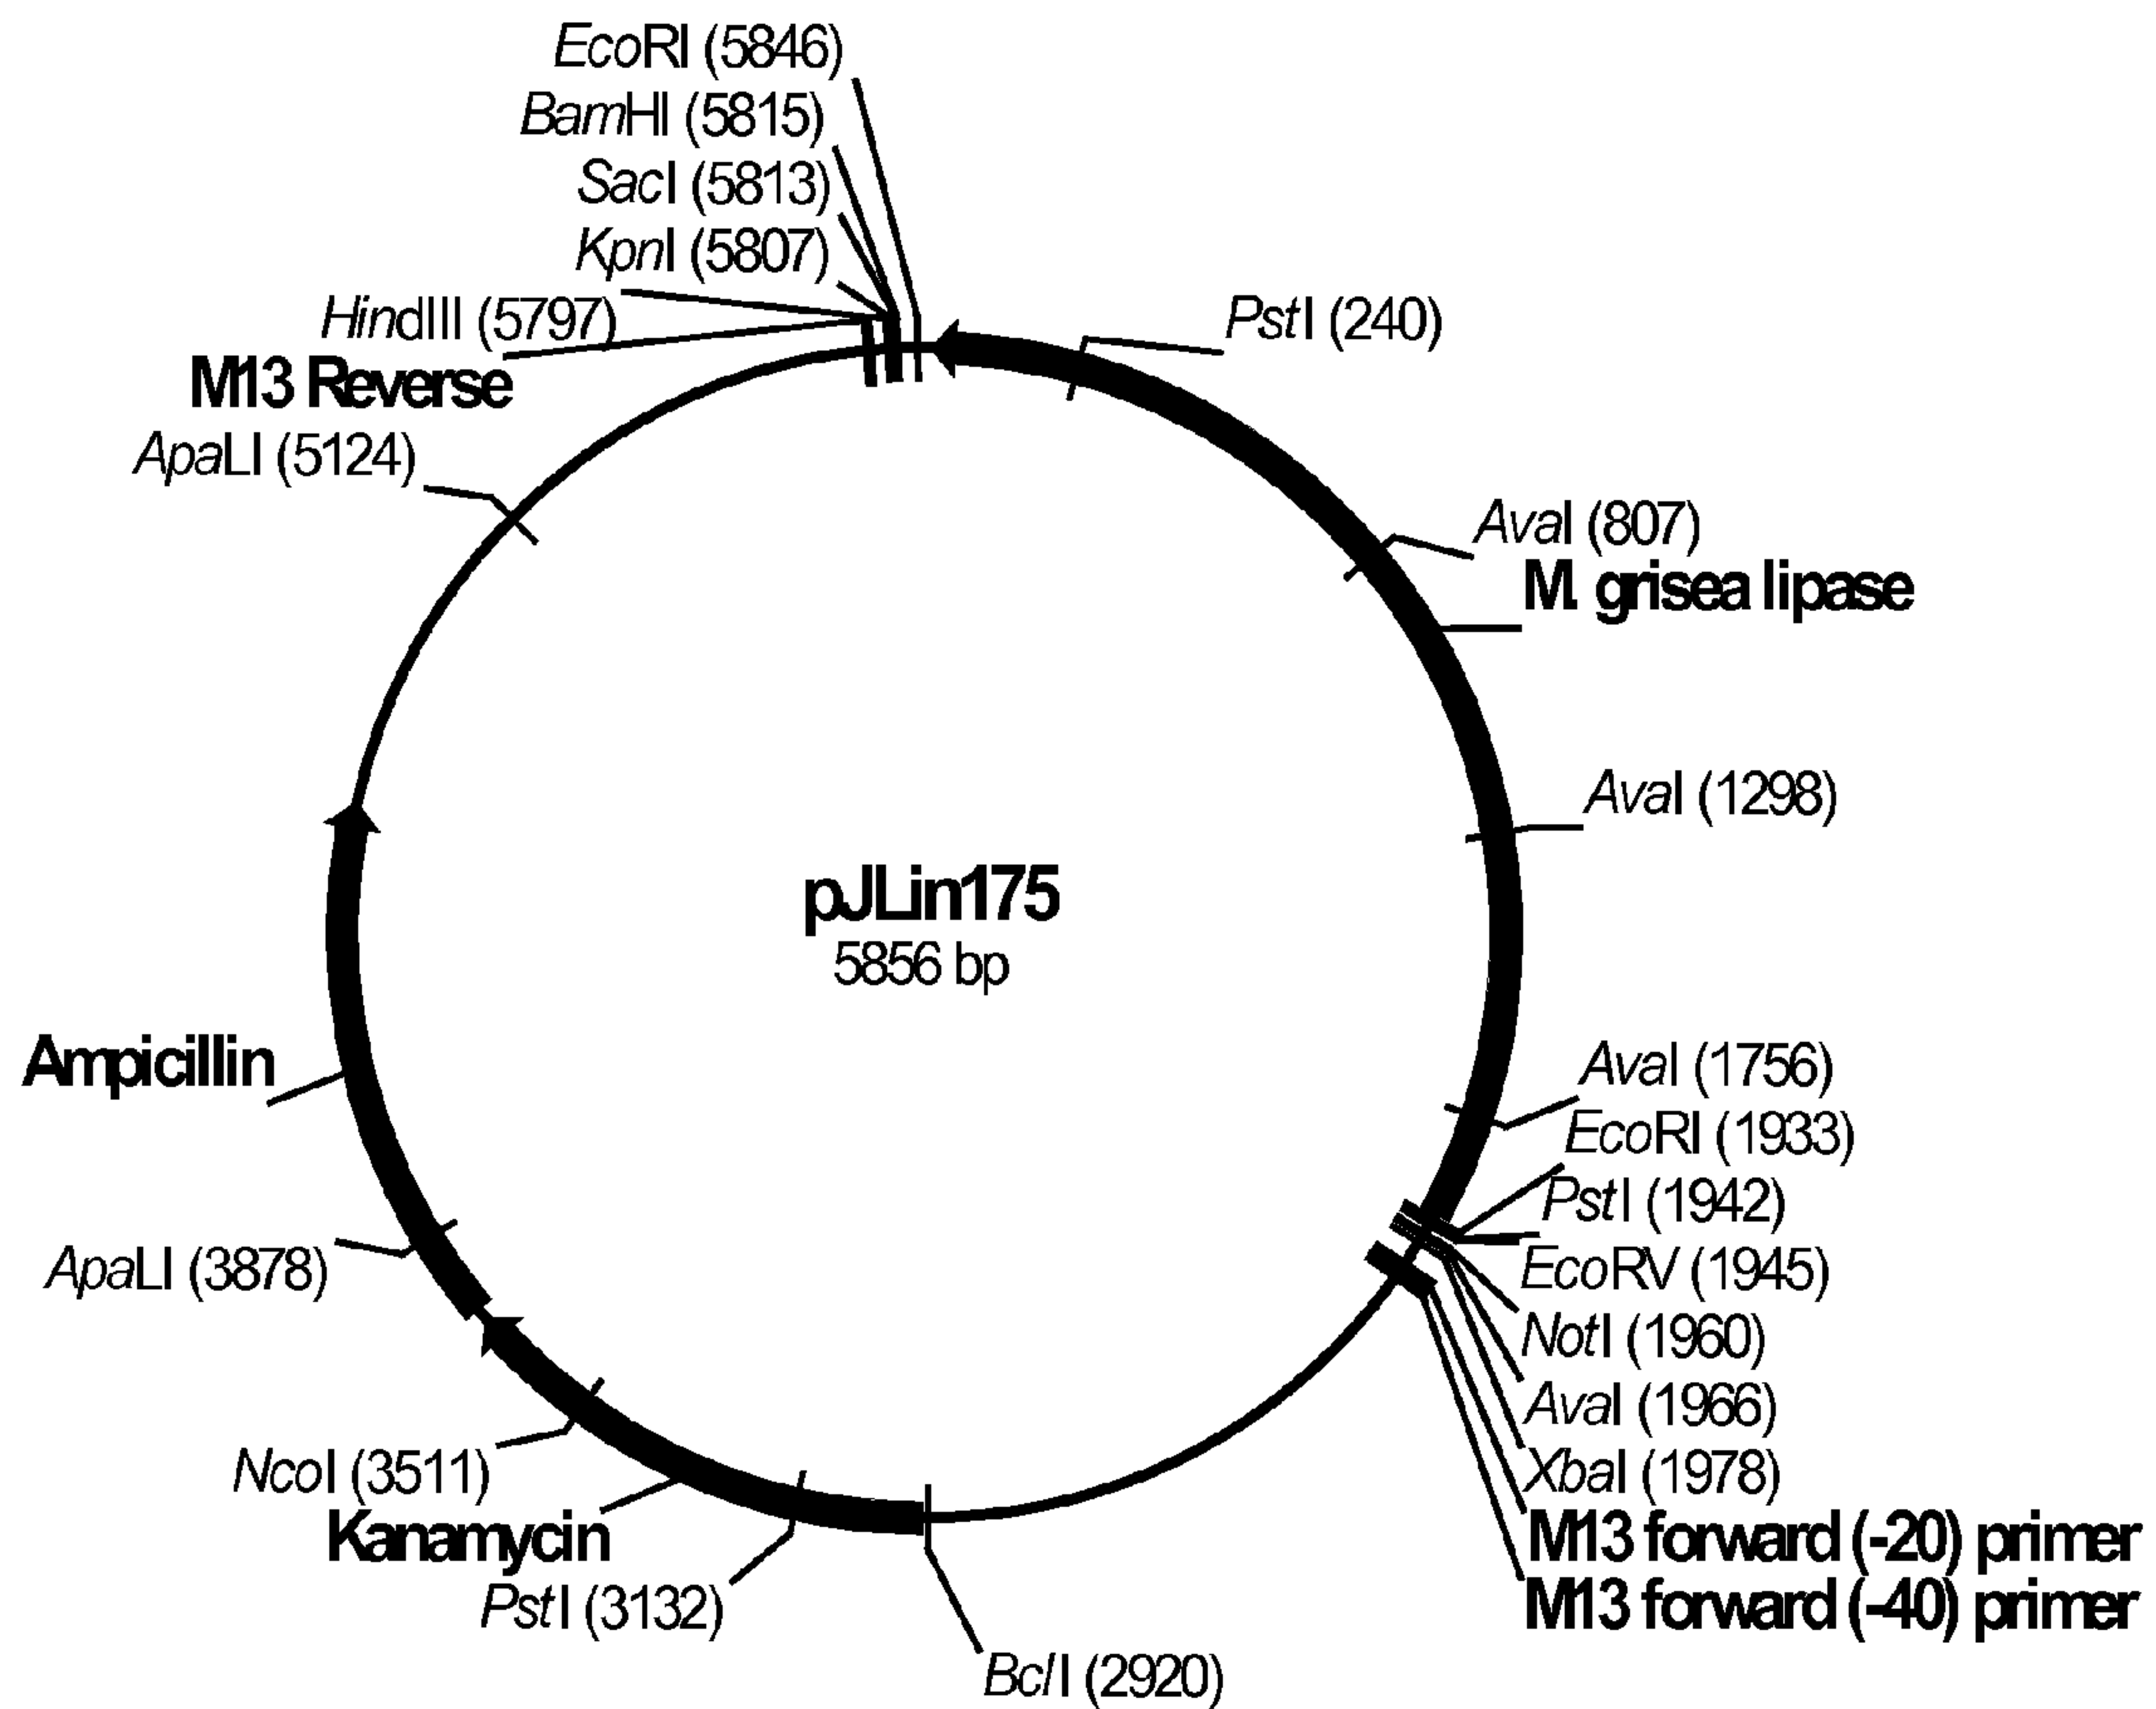 EcoRI (5846)
BamHI (5815)
SacI (5813)
KpnI (5807)
HindIII (5797)
M13 Reverse
ApaLI (5124)
PstI (240)
AvaI (807)
M. grisea lipase
AvaI (1298)
pJLin175
5856 bp
AvaI (1756)
EcoRI (1933)
PstI (1942)
EcoRV (1945)
NotI (1960)
AvaI (1966)
XbaI (1978)
M13 forward (-20) primer
M13 forward (-40) primer
Ampicillin
ApaLI (3878)
NcoI (3511)
Kanamycin
PstI (3132)
BclI (2920)